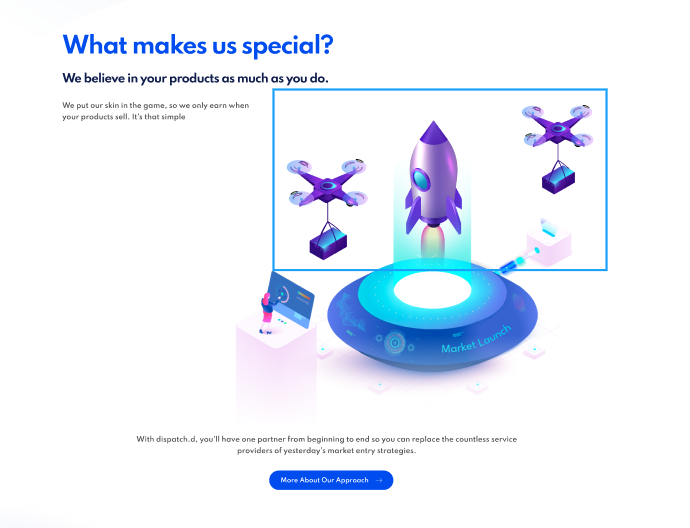 What makes us special?
We believe in your products as much as you do.
We put our skin in the game, so we only earn when
your products sell. It's that simple
Market Launch
With dispatch.d, you'll have one partner from beginning to end so you can replace the countless service
providers of yesterday's market entry strategies.
More About Our Approach →